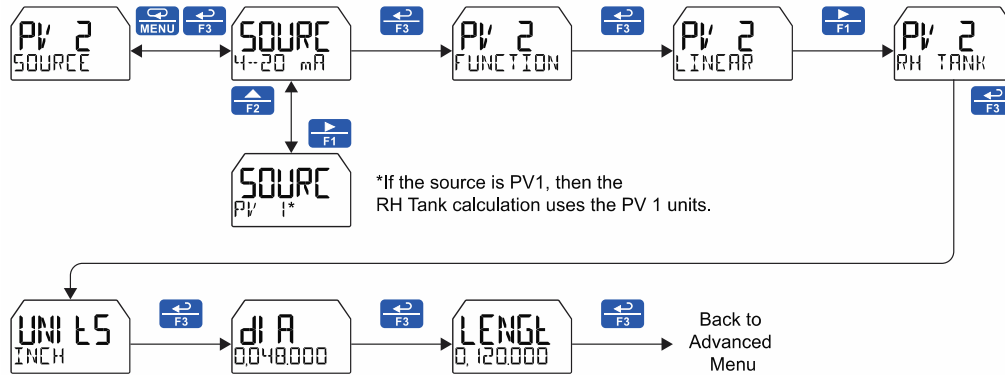 PV 2
SOURCE
MENU
F3
SOURC
4-20 mA
F3
PV 2
FUNCTION
F3
PV 2
LINEAR
F1
PV 2
RH TANK
F3
F2
F1
SOURC
PV 1*
*If the source is PV1, then the
RH Tank calculation uses the PV 1 units.
UNItS
INCH
F3
dIA
0,048.000
F3
LENGt
0,120.000
F3
Back to
Advanced
Menu